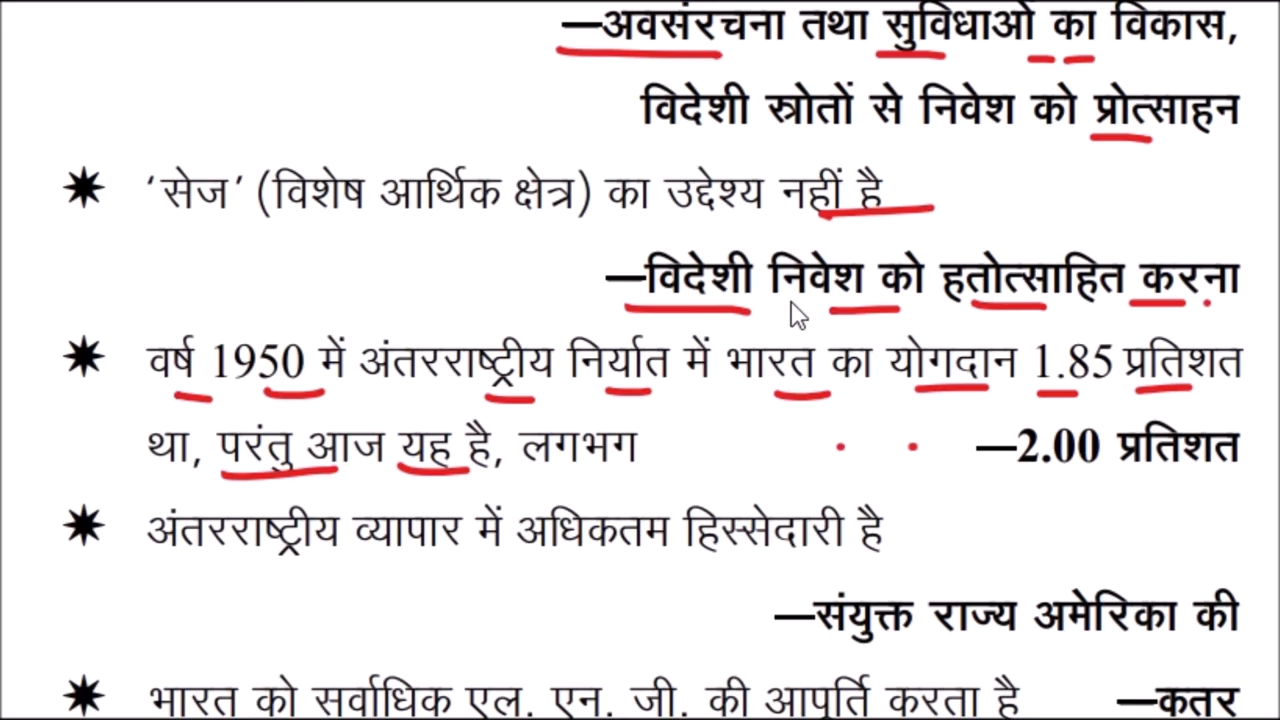 —अवसंरचना तथा सुविधाओं का विकास,
विदेशी स्रोतों से निवेश को प्रोत्साहन
✷ ‘सेज’ (विशेष आर्थिक क्षेत्र) का उद्देश्य नहीं है
—विदेशी निवेश को हतोत्साहित करना
✷ वर्ष 1950 में अंतरराष्ट्रीय निर्यात में भारत का योगदान 1.85 प्रतिशत
था, परंतु आज यह है, लगभग —2.00 प्रतिशत
✷ अंतरराष्ट्रीय व्यापार में अधिकतम हिस्सेदारी है
—संयुक्त राज्य अमेरिका की
✷ भारत को सर्वाधिक एल. एन. जी. की आपूर्ति करता है —कतर